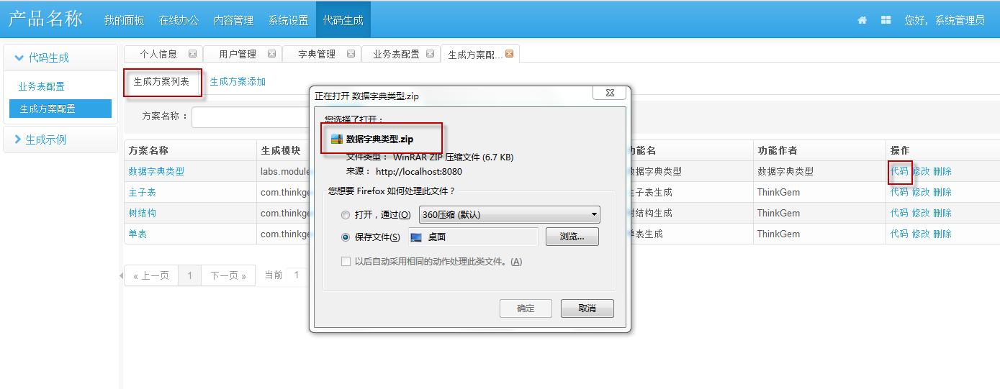 产品名称 我的面板 在线办公 内容管理 系统设置 代码生成 您好，系统管理员
代码生成
业务表配置
生成方案配置
生成示例
个人信息 用户管理 字典管理 业务表配置 生成方案配...
生成方案列表 生成方案添加
方案名称：
方案名称 生成模块 功能名 功能作者 操作
数据字典类型 labs.module 数据字典类型 数据字典类型 代码 修改 删除
主子表 com.thinkge 主子表生成 ThinkGem 代码 修改 删除
树结构 com.thinkge 树结构生成 ThinkGem 代码 修改 删除
单表 com.thinkge 单表生成 ThinkGem 代码 修改 删除
« 上一页 1 下一页 » 当前 1
正在打开 数据字典类型.zip
您选择了打开：
数据字典类型.zip
文件类型： WinRAR ZIP 压缩文件 (6.7 KB)
来源： http://localhost:8080
您想要 Firefox 如何处理此文件？
打开，通过(O) 360压缩 (默认)
保存文件(S) 桌面 浏览...
以后自动采用相同的动作处理此类文件。(A)
确定 取消